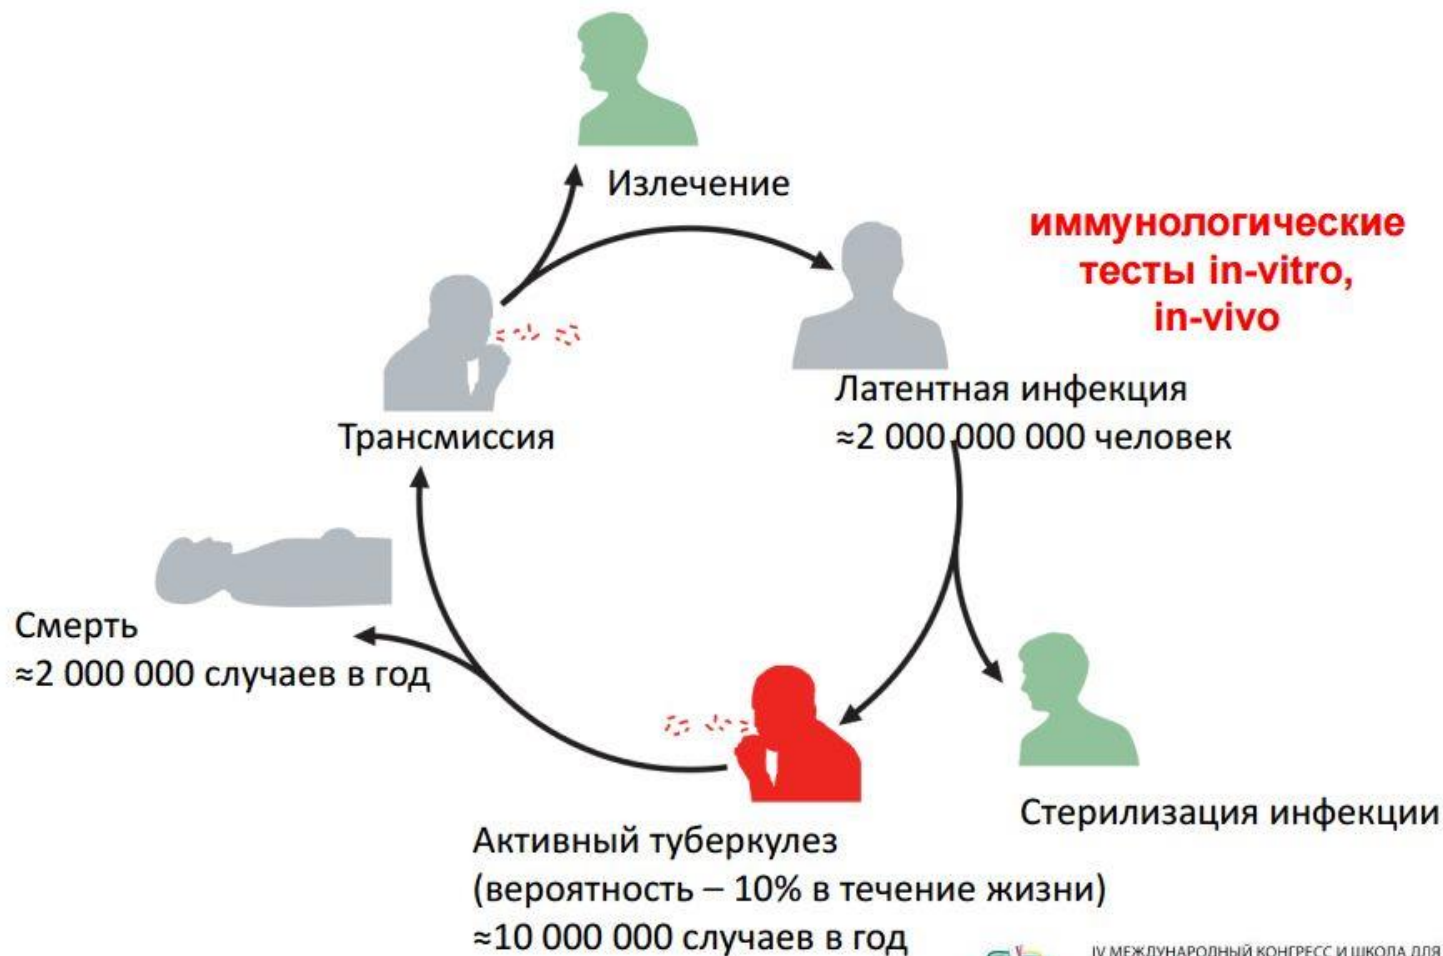 Излечение
иммунологические
тесты in-vitro,
in-vivo
Латентная инфекция
≈2 000 000 000 человек
Трансмиссия
Смерть
≈2 000 000 случаев в год
Стерилизация инфекции
Активный туберкулез
(вероятность – 10% в течение жизни)
≈10 000 000 случаев в год
IV МЕЖДУНАРОДНЫЙ КОНГРЕСС И ШКОЛА ДЛЯ